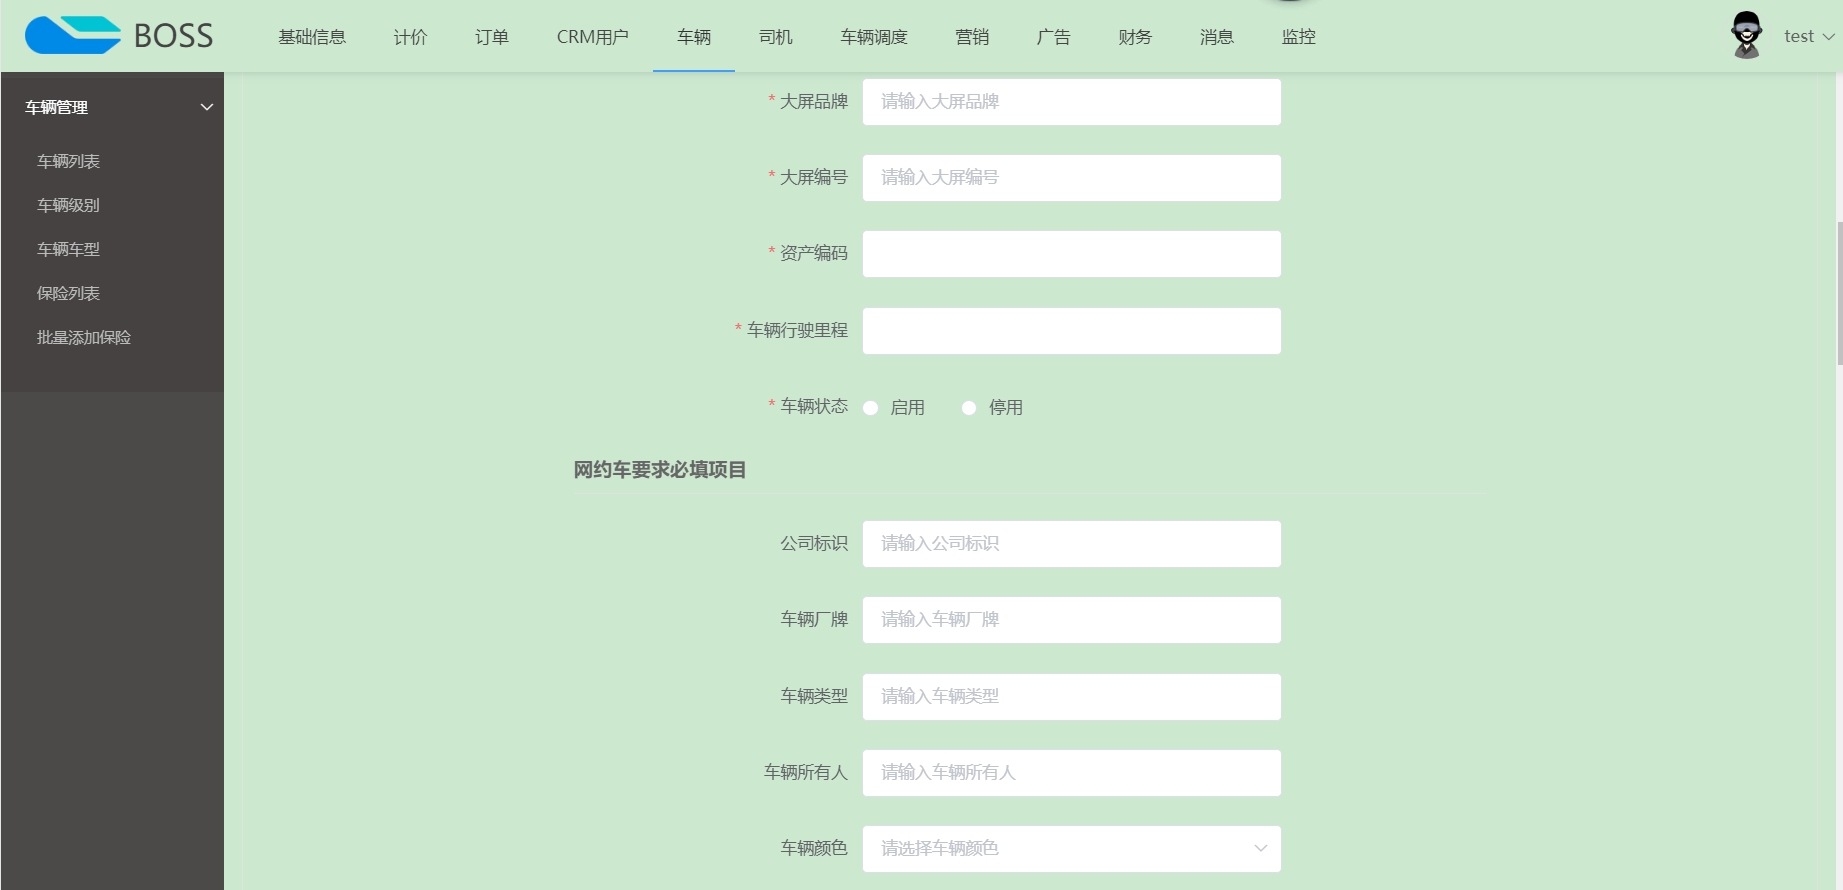 BOSS 基础信息 计价 订单 CRM用户 车辆 司机 车辆调度 营销 广告 财务 消息 监控 test
车辆管理
车辆列表
车辆级别
车辆车型
保险列表
批量添加保险
* 大屏品牌 请输入大屏品牌
* 大屏编号 请输入大屏编号
* 资产编码
* 车辆行驶里程
* 车辆状态 启用 停用
网约车要求必填项目
公司标识 请输入公司标识
车辆厂牌 请输入车辆厂牌
车辆类型 请输入车辆类型
车辆所有人 请输入车辆所有人
车辆颜色 请选择车辆颜色